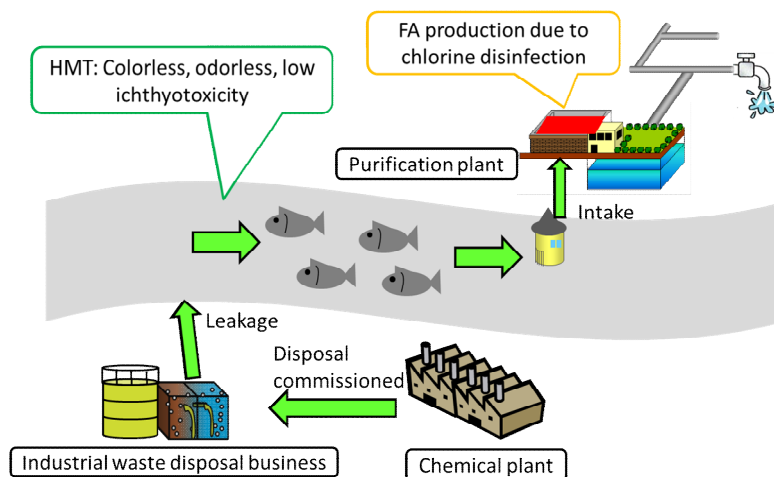 HMT: Colorless, odorless, low
ichthyotoxicity
FA production due to
chlorine disinfection
Purification plant
Intake
Leakage
Disposal
commissioned
Industrial waste disposal business
Chemical plant